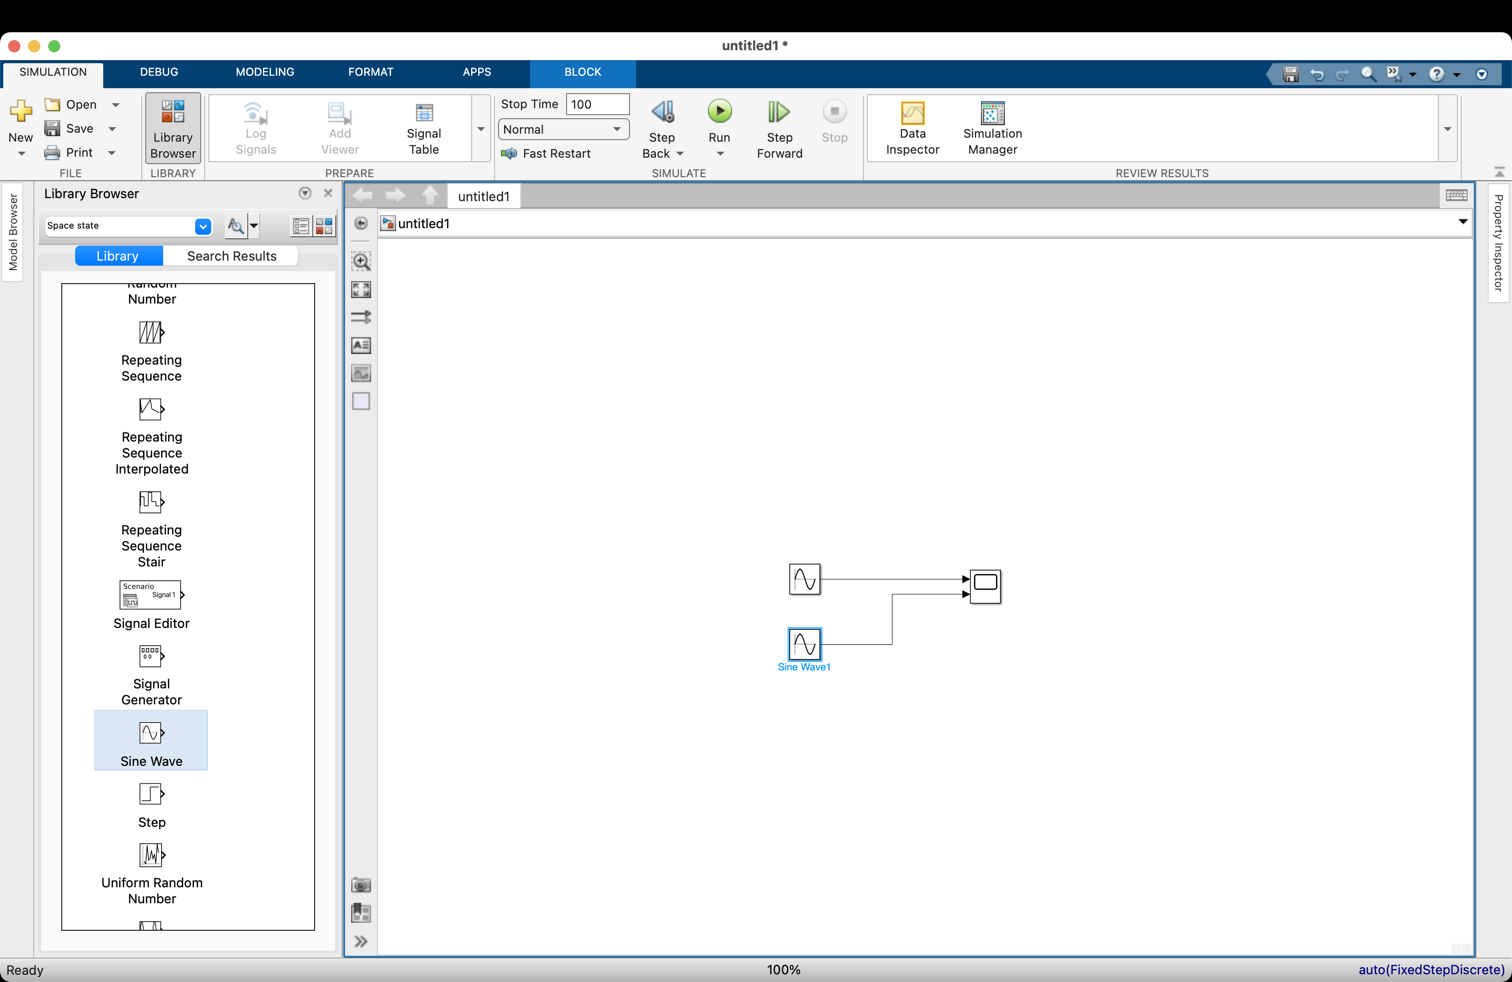 untitled1 *
SIMULATION DEBUG MODELING FORMAT APPS BLOCK
New
Open
Save
Print
FILE
Library
Browser
LIBRARY
Log
Signals
Add
Viewer
Signal
Table
PREPARE
Stop Time 100
Normal
Fast Restart
Step
Back
Run
Step
Forward
Stop
SIMULATE
Data
Inspector
Simulation
Manager
REVIEW RESULTS
Model Browser
Library Browser
Space state
Library Search Results
Random
Number
Repeating
Sequence
Repeating
Sequence
Interpolated
Repeating
Sequence
Stair
Scenario
Signal 1
Signal Editor
Signal
Generator
Sine Wave
Step
Uniform Random
Number
untitled1
untitled1
Sine Wave1
Property Inspector
Ready
100%
auto(FixedStepDiscrete)